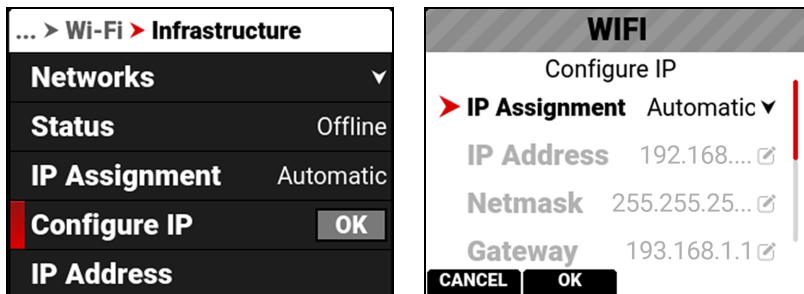 ... > Wi-Fi > Infrastructure
Networks
Status Offline
IP Assignment Automatic
Configure IP OK
IP Address
WIFI
Configure IP
IP Assignment Automatic
IP Address 192.168....
Netmask 255.255.25...
Gateway 193.168.1.1
CANCEL OK